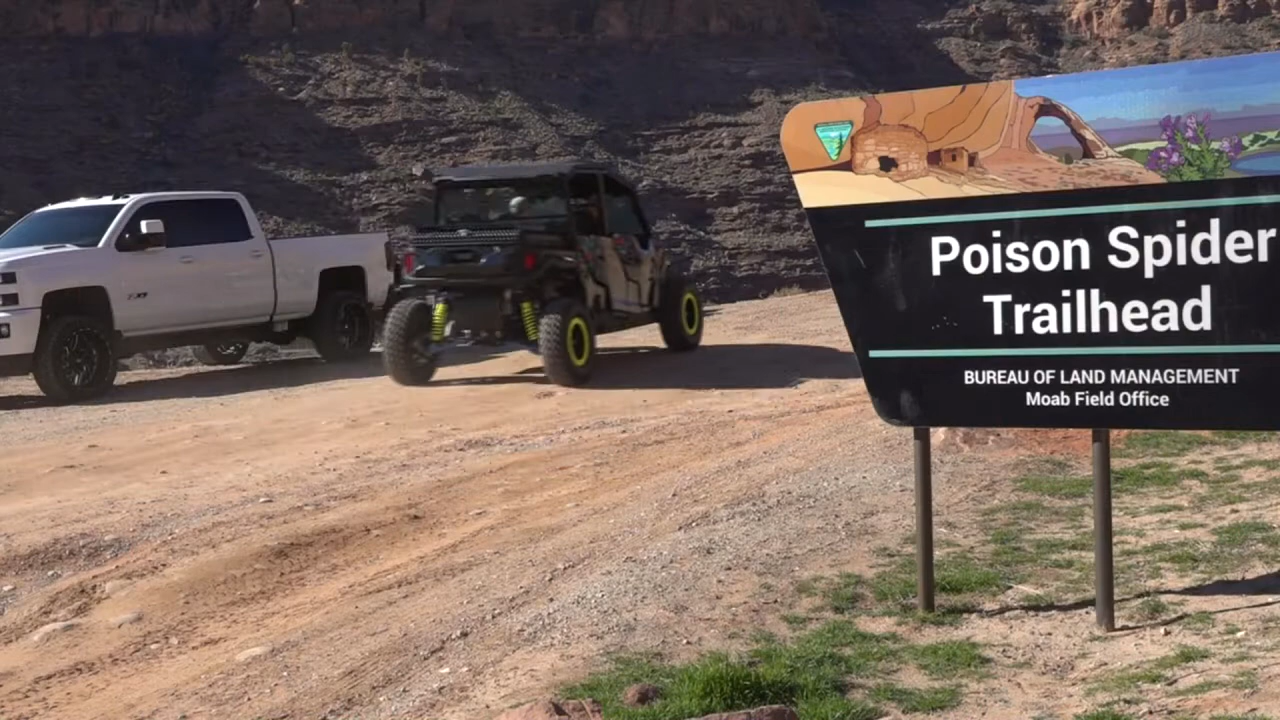 Poison Spider
Trailhead
BUREAU OF LAND MANAGEMENT
Moab Field Office